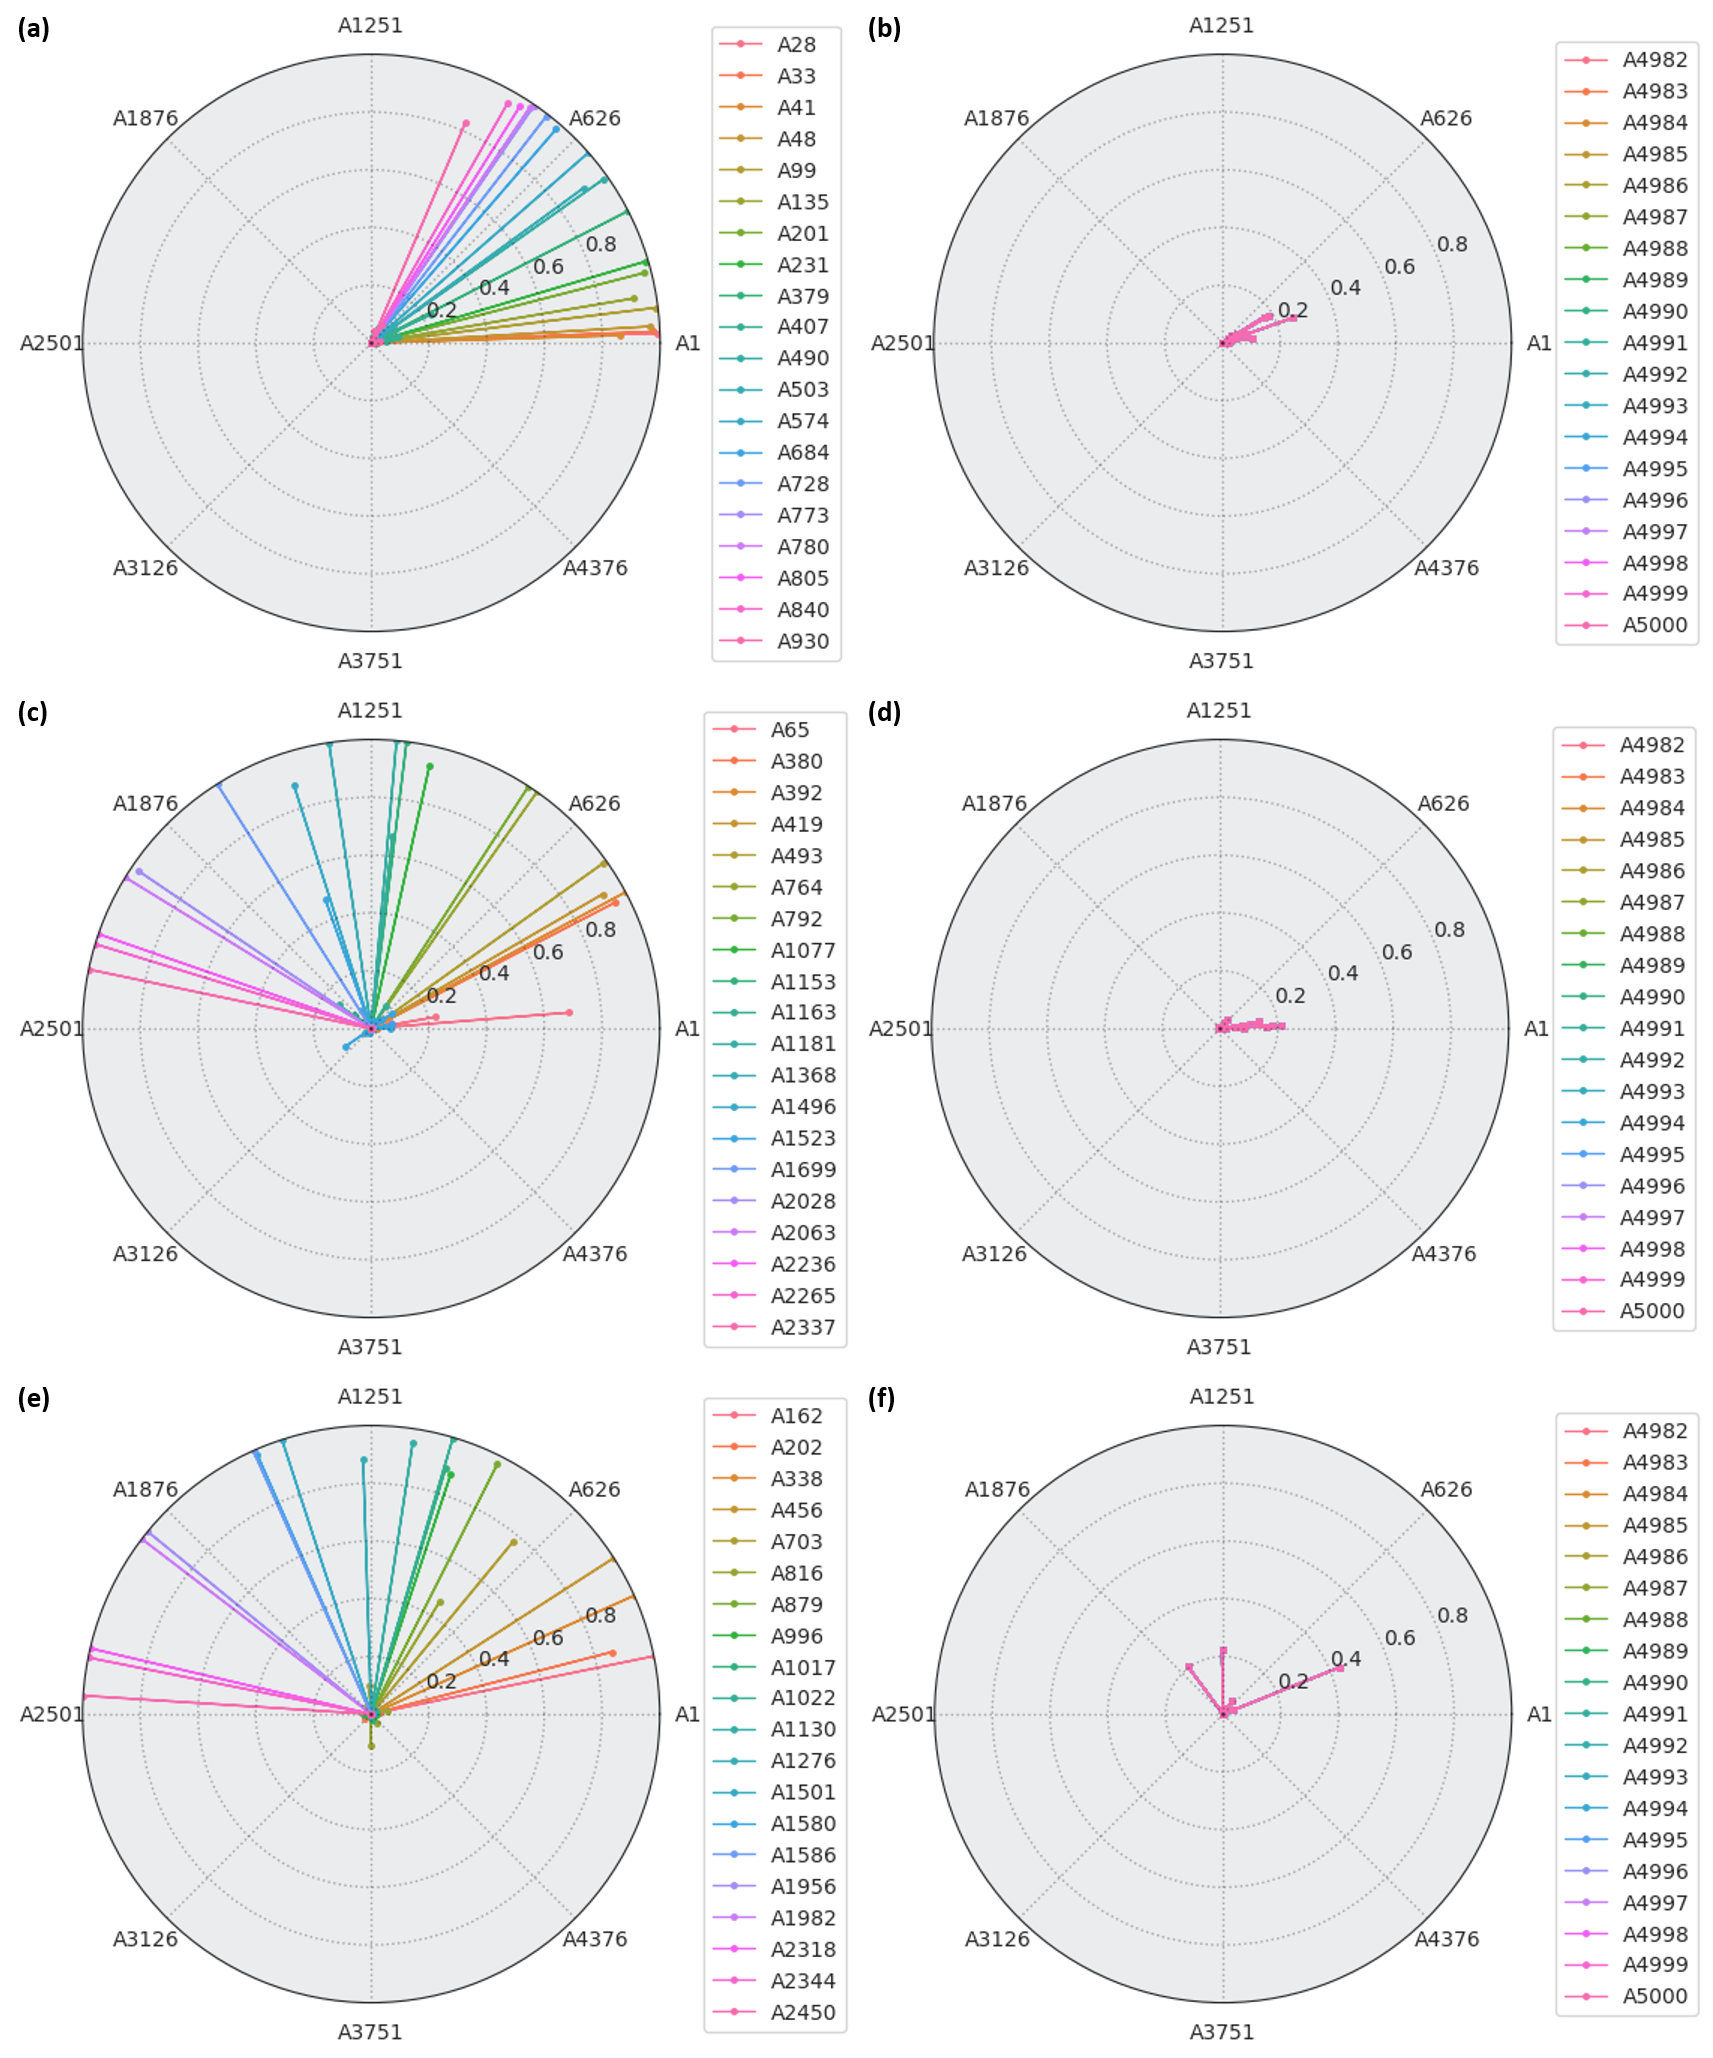 (a)
A1251
A626
A1
A4376
A3751
A3126
A2501
A1876
0.2
0.4
0.6
0.8
A28
A33
A41
A48
A99
A135
A201
A231
A379
A407
A490
A503
A574
A684
A728
A773
A780
A805
A840
A930
(b)
A1251
A626
A1
A4376
A3751
A3126
A2501
A1876
0.2
0.4
0.6
0.8
A4982
A4983
A4984
A4985
A4986
A4987
A4988
A4989
A4990
A4991
A4992
A4993
A4994
A4995
A4996
A4997
A4998
A4999
A5000
(c)
A1251
A626
A1
A4376
A3751
A3126
A2501
A1876
0.2
0.4
0.6
0.8
A65
A380
A392
A419
A493
A764
A792
A1077
A1153
A1163
A1181
A1368
A1496
A1523
A1699
A2028
A2063
A2236
A2265
A2337
(d)
A1251
A626
A1
A4376
A3751
A3126
A2501
A1876
0.2
0.4
0.6
0.8
A4982
A4983
A4984
A4985
A4986
A4987
A4988
A4989
A4990
A4991
A4992
A4993
A4994
A4995
A4996
A4997
A4998
A4999
A5000
(e)
A1251
A626
A1
A4376
A3751
A3126
A2501
A1876
0.2
0.4
0.6
0.8
A162
A202
A338
A456
A703
A816
A879
A996
A1017
A1022
A1130
A1276
A1501
A1580
A1586
A1956
A1982
A2318
A2344
A2450
(f)
A1251
A626
A1
A4376
A3751
A3126
A2501
A1876
0.2
0.4
0.6
0.8
A4982
A4983
A4984
A4985
A4986
A4987
A4988
A4989
A4990
A4991
A4992
A4993
A4994
A4995
A4996
A4997
A4998
A4999
A5000